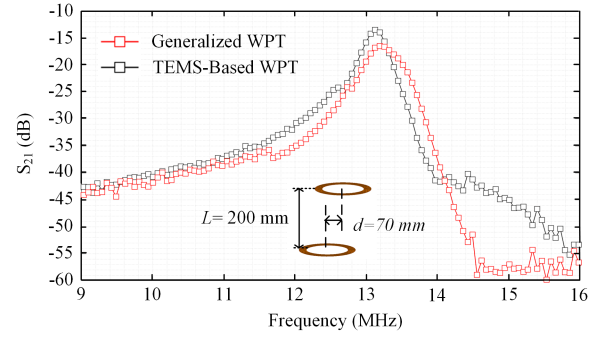 -10
-15
-20
-25
-30
-35
-40
-45
-50
-55
-60
S21 (dB)
Generalized WPT
TEMS-Based WPT
L= 200 mm
d=70 mm
9 10 11 12 13 14 15 16
Frequency (MHz)